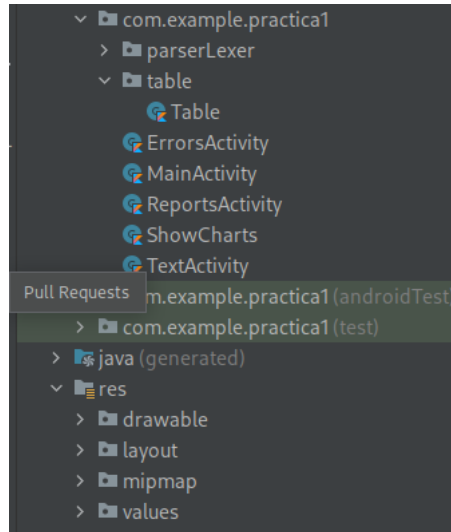 com.example.practica1
parserLexer
table
Table
ErrorsActivity
MainActivity
ReportsActivity
ShowCharts
TextActivity
Pull Requests
m.example.practica1 (androidTest)
com.example.practica1 (test)
java (generated)
res
drawable
layout
mipmap
values